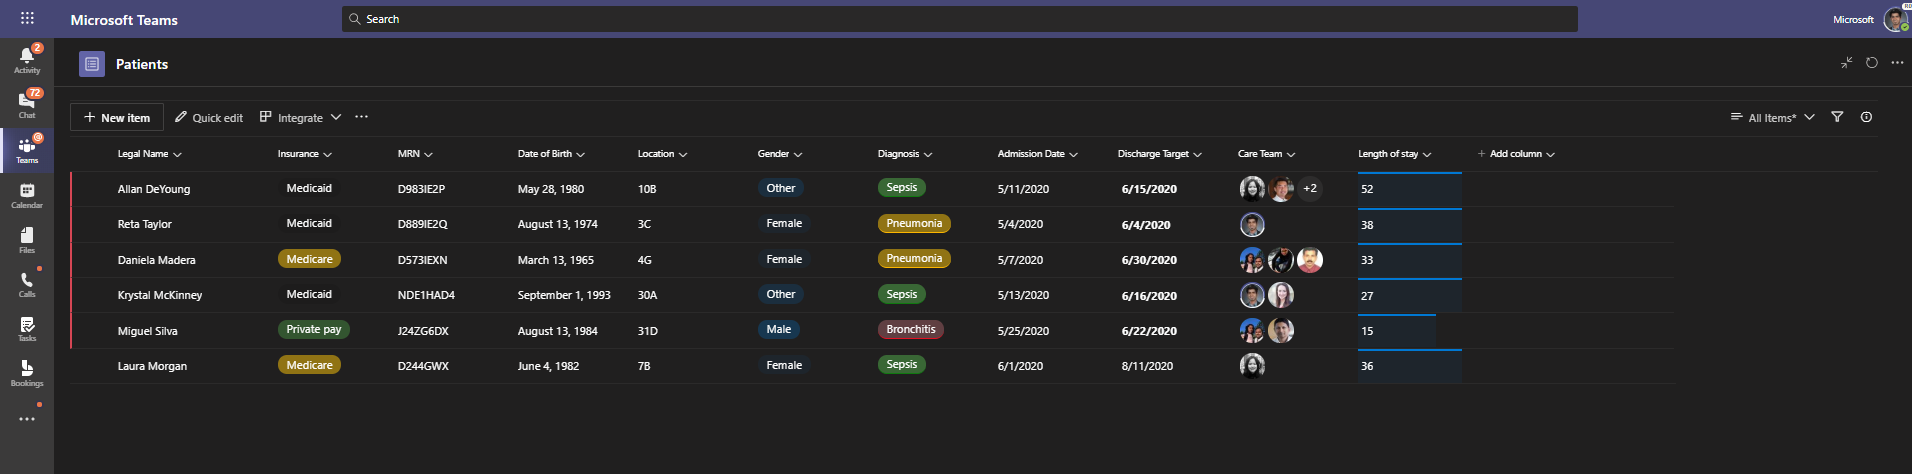 Microsoft Teams
Search
Microsoft
2
Activity
72
Chat
@
Teams
Calendar
Files
Calls
Tasks
Bookings
Patients
New item Quick edit Integrate
All Items*
Legal Name Insurance MRN Date of Birth Location Gender Diagnosis Admission Date Discharge Target Care Team Length of stay + Add column
Allan DeYoung Medicaid D983IE2P May 28, 1980 10B Other Sepsis 5/11/2020 6/15/2020 +2 52
Reta Taylor Medicaid D889IE2Q August 13, 1974 3C Female Pneumonia 5/4/2020 6/4/2020 38
Daniela Madera Medicare D573IEXN March 13, 1965 4G Female Pneumonia 5/7/2020 6/30/2020 33
Krystal McKinney Medicaid NDE1HAD4 September 1, 1993 30A Other Sepsis 5/13/2020 6/16/2020 27
Miguel Silva Private pay J24ZG6DX August 13, 1984 31D Male Bronchitis 5/25/2020 6/22/2020 15
Laura Morgan Medicare D244GWX June 4, 1982 7B Female Sepsis 6/1/2020 8/11/2020 36